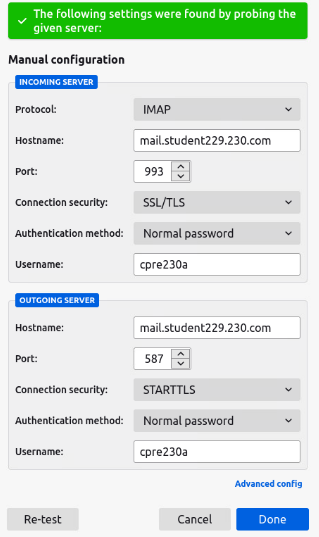 The following settings were found by probing the
given server:
Manual configuration
INCOMING SERVER
Protocol: IMAP
Hostname: mail.student229.230.com
Port: 993
Connection security: SSL/TLS
Authentication method: Normal password
Username: cpre230a
OUTGOING SERVER
Hostname: mail.student229.230.com
Port: 587
Connection security: STARTTLS
Authentication method: Normal password
Username: cpre230a
Advanced config
Re-test Cancel Done